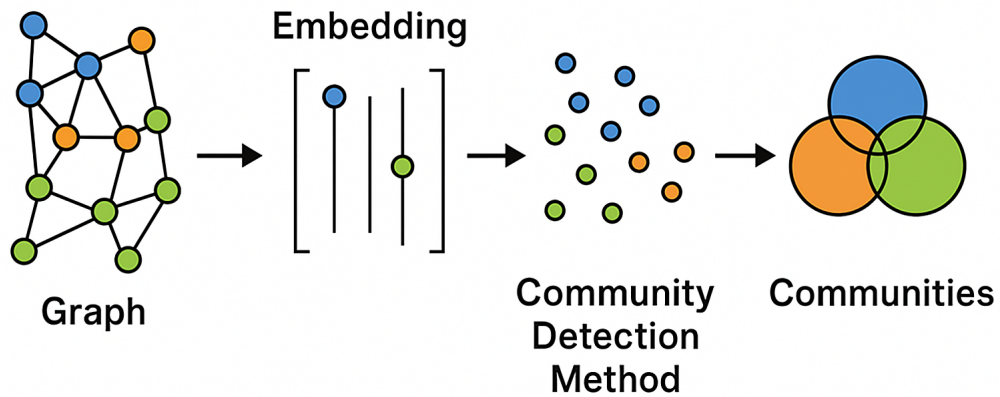 Embedding
Graph
Community
Detection
Method
Communities